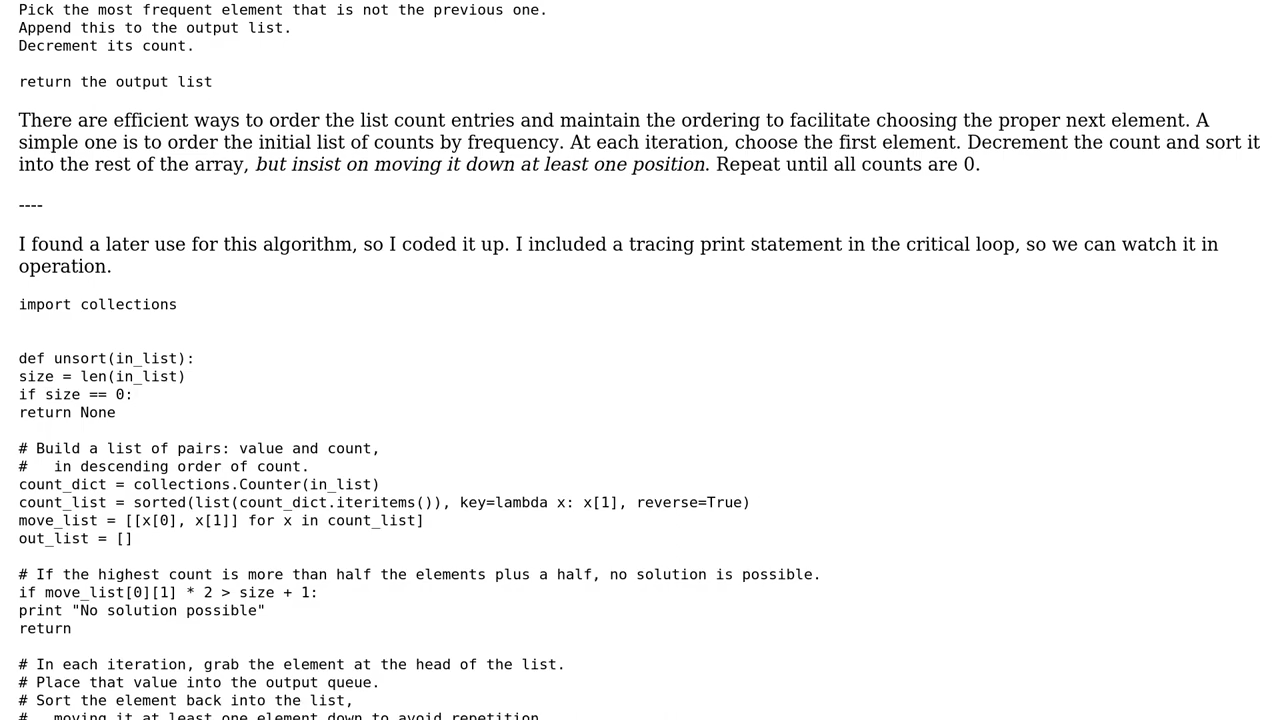 Pick the most frequent element that is not the previous one.
Append this to the output list.
Decrement its count.
return the output list
There are efficient ways to order the list count entries and maintain the ordering to facilitate choosing the proper next element. A
simple one is to order the initial list of counts by frequency. At each iteration, choose the first element. Decrement the count and sort it
into the rest of the array, but insist on moving it down at least one position. Repeat until all counts are 0.
----
I found a later use for this algorithm, so I coded it up. I included a tracing print statement in the critical loop, so we can watch it in
operation.
import collections
def unsort(in_list):
size = len(in_list)
if size == 0:
return None
# Build a list of pairs: value and count,
#   in descending order of count.
count_dict = collections.Counter(in_list)
count_list = sorted(list(count_dict.iteritems()), key=lambda x: x[1], reverse=True)
move_list = [[x[0], x[1]] for x in count_list]
out_list = []
# If the highest count is more than half the elements plus a half, no solution is possible.
if move_list[0][1] * 2 > size + 1:
print "No solution possible"
return
# In each iteration, grab the element at the head of the list.
# Place that value into the output queue.
# Sort the element back into the list,
#   moving it at least one element down to avoid repetition